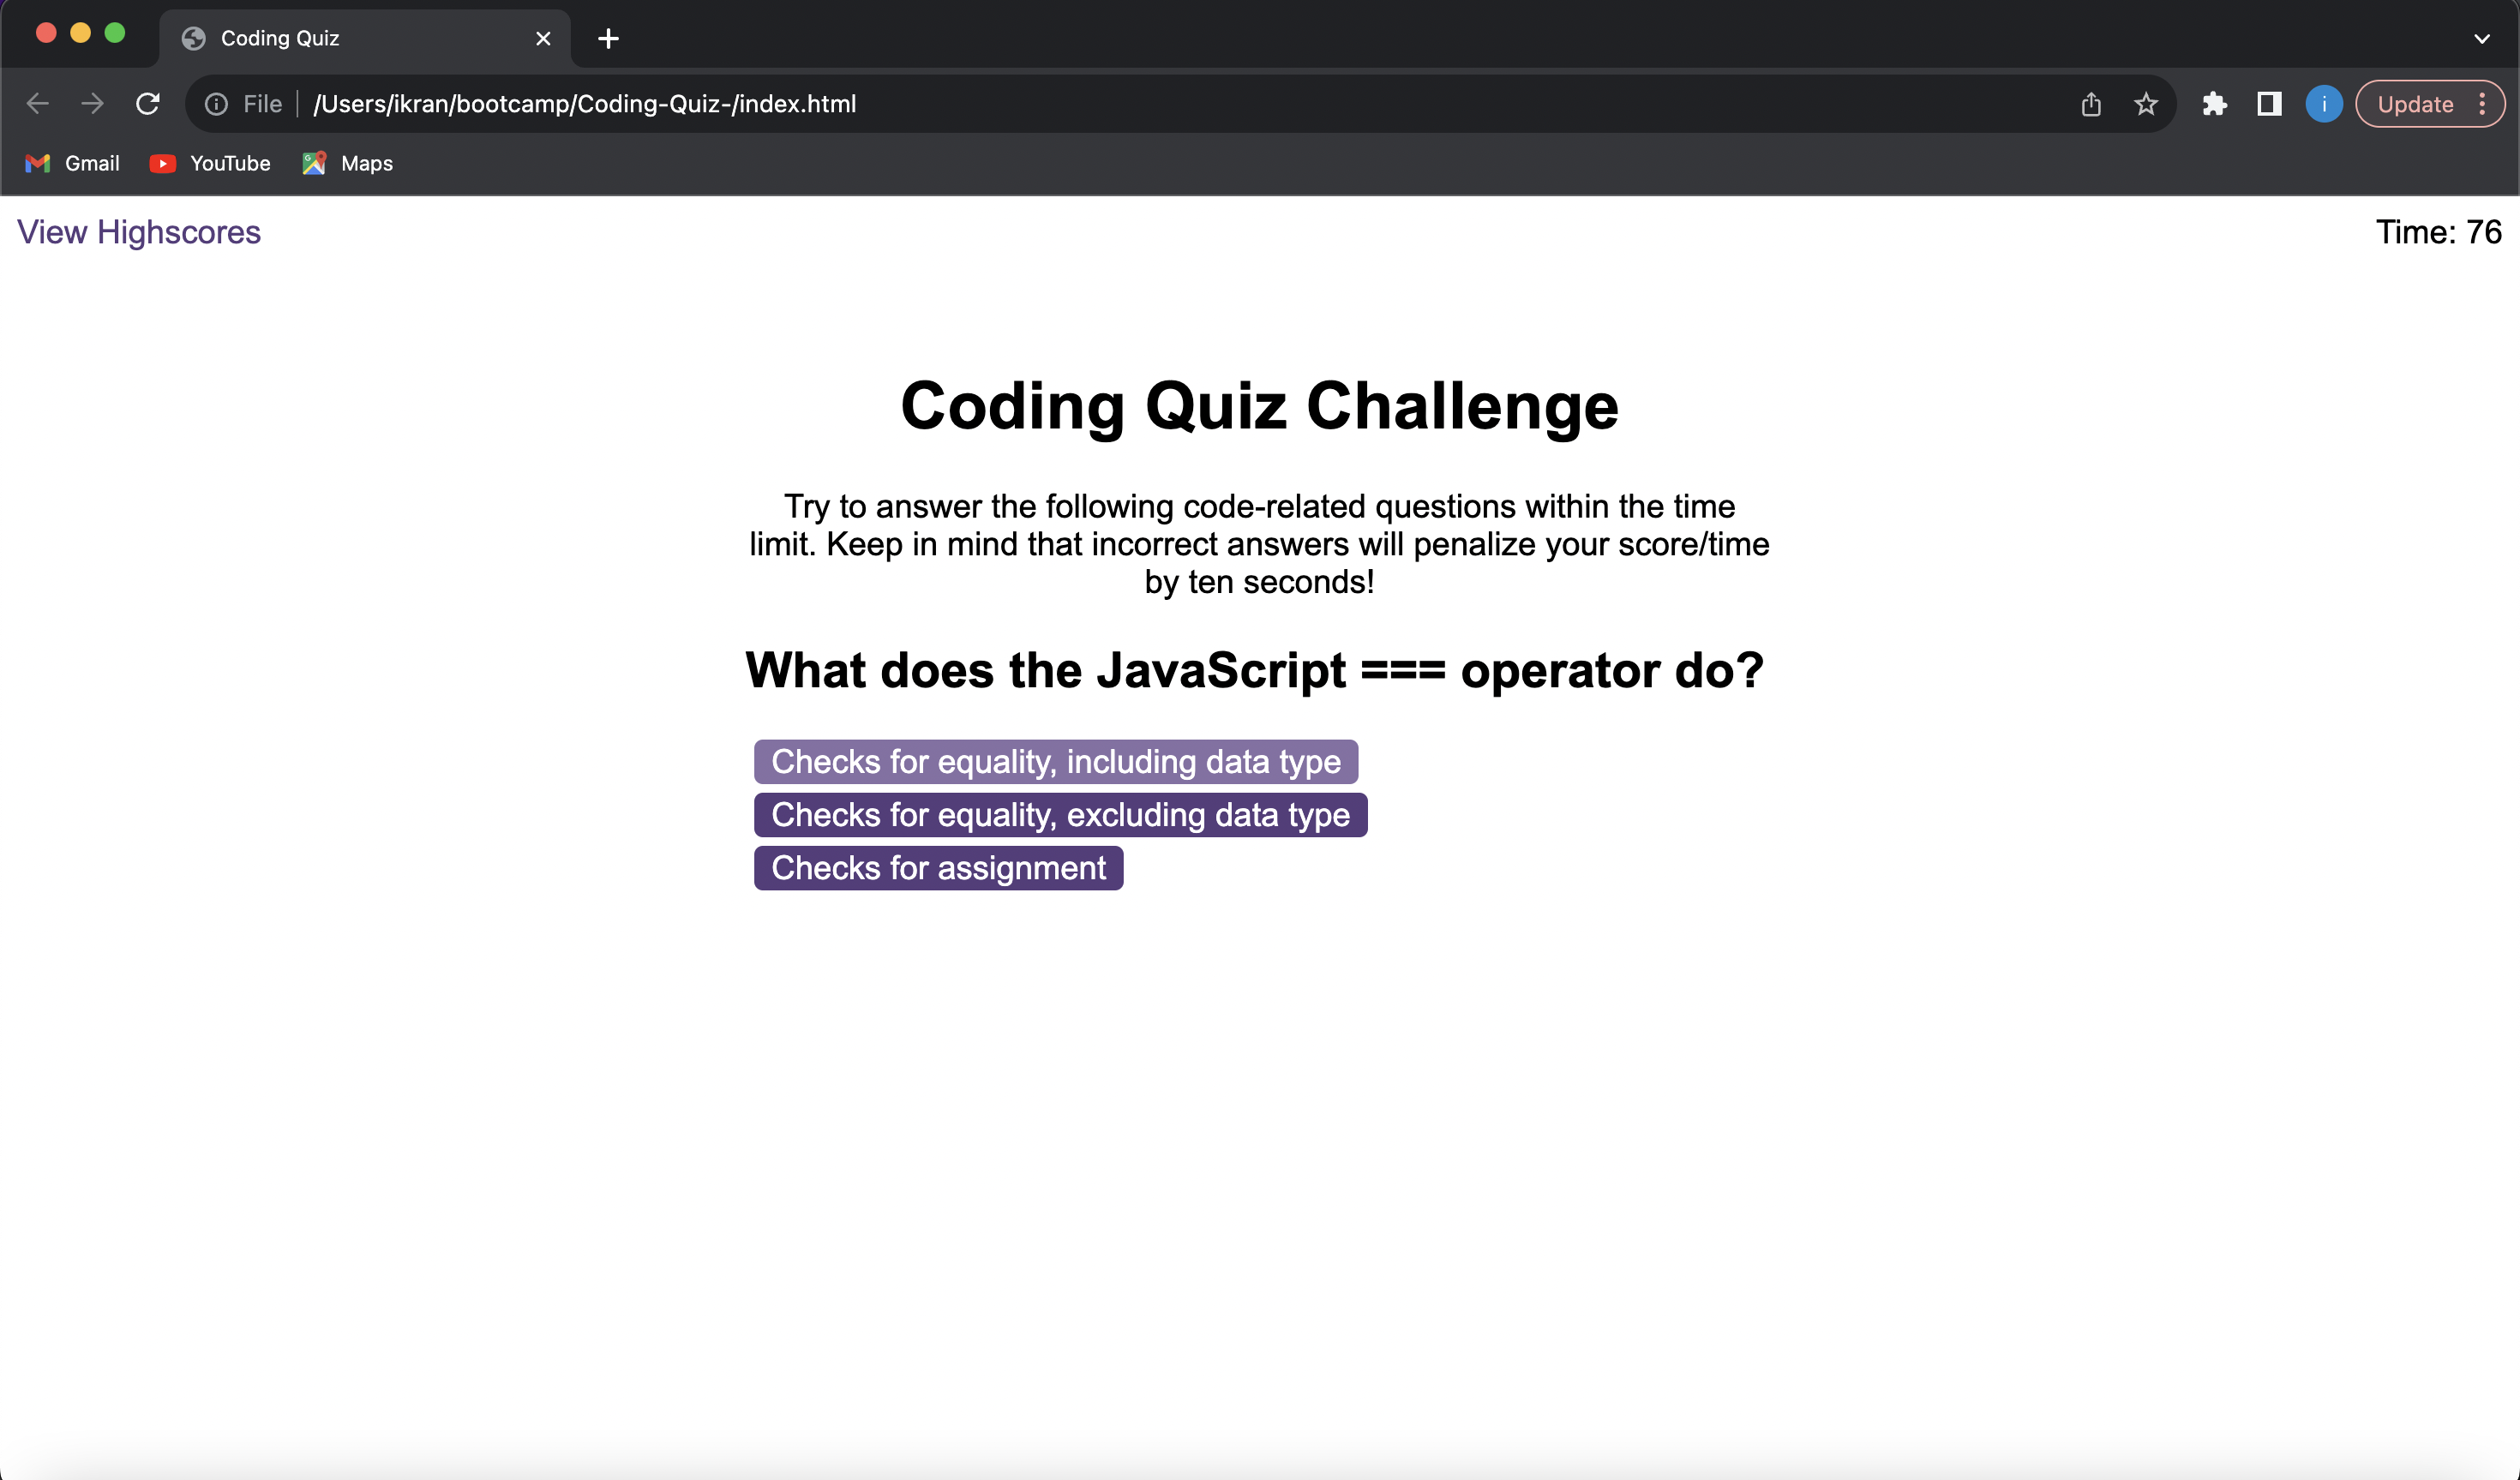 Coding Quiz
File /Users/ikran/bootcamp/Coding-Quiz-/index.html
i
Update
Gmail YouTube Maps
View Highscores
Time: 76
Coding Quiz Challenge
Try to answer the following code-related questions within the time
limit. Keep in mind that incorrect answers will penalize your score/time
by ten seconds!
What does the JavaScript === operator do?
Checks for equality, including data type
Checks for equality, excluding data type
Checks for assignment